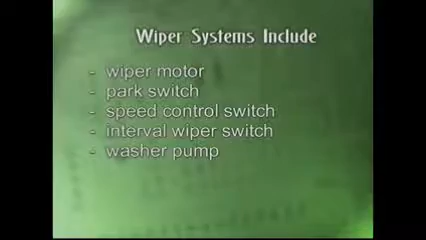 Wiper Systems Include
- wiper motor
- park switch
- speed control switch
- interval wiper switch
- washer pump